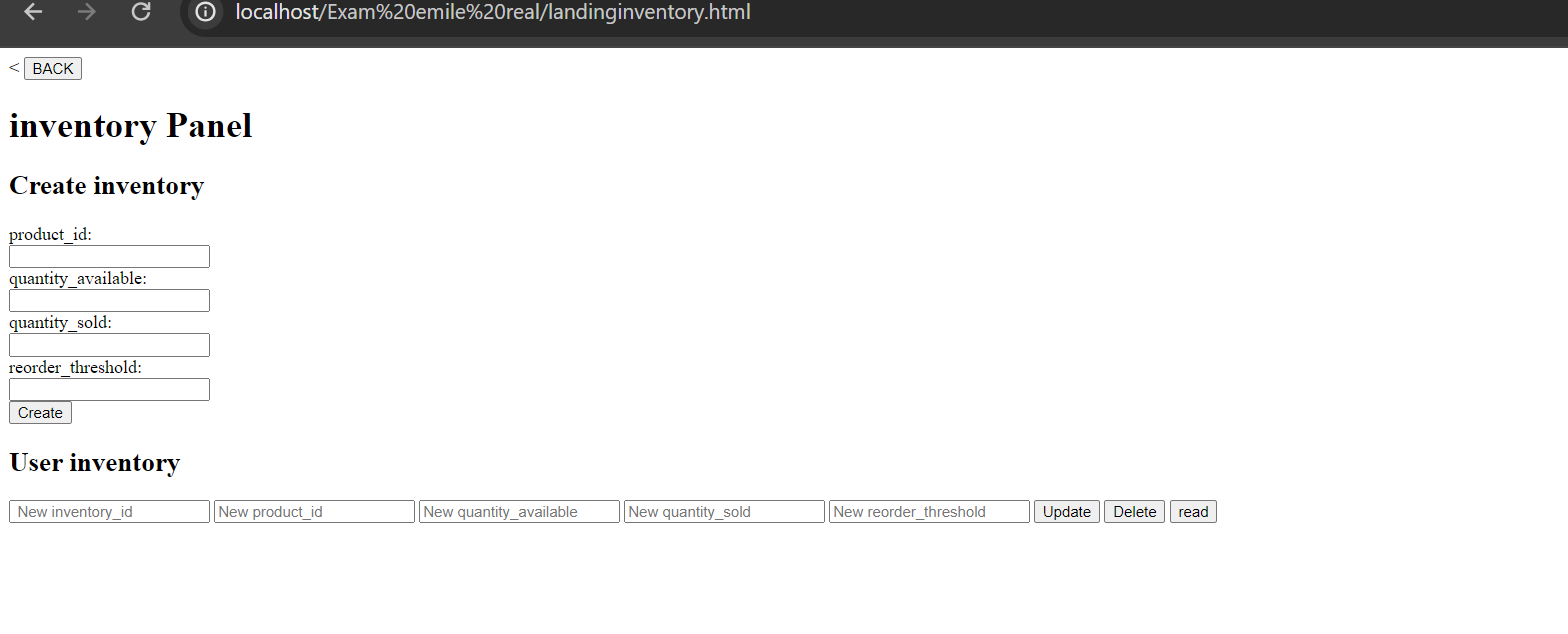 localhost/Exam%20emile%20real/landinginventory.html
< BACK
inventory Panel
Create inventory
product_id:
quantity_available:
quantity_sold:
reorder_threshold:
Create
User inventory
New inventory_id New product_id New quantity_available New quantity_sold New reorder_threshold Update Delete read